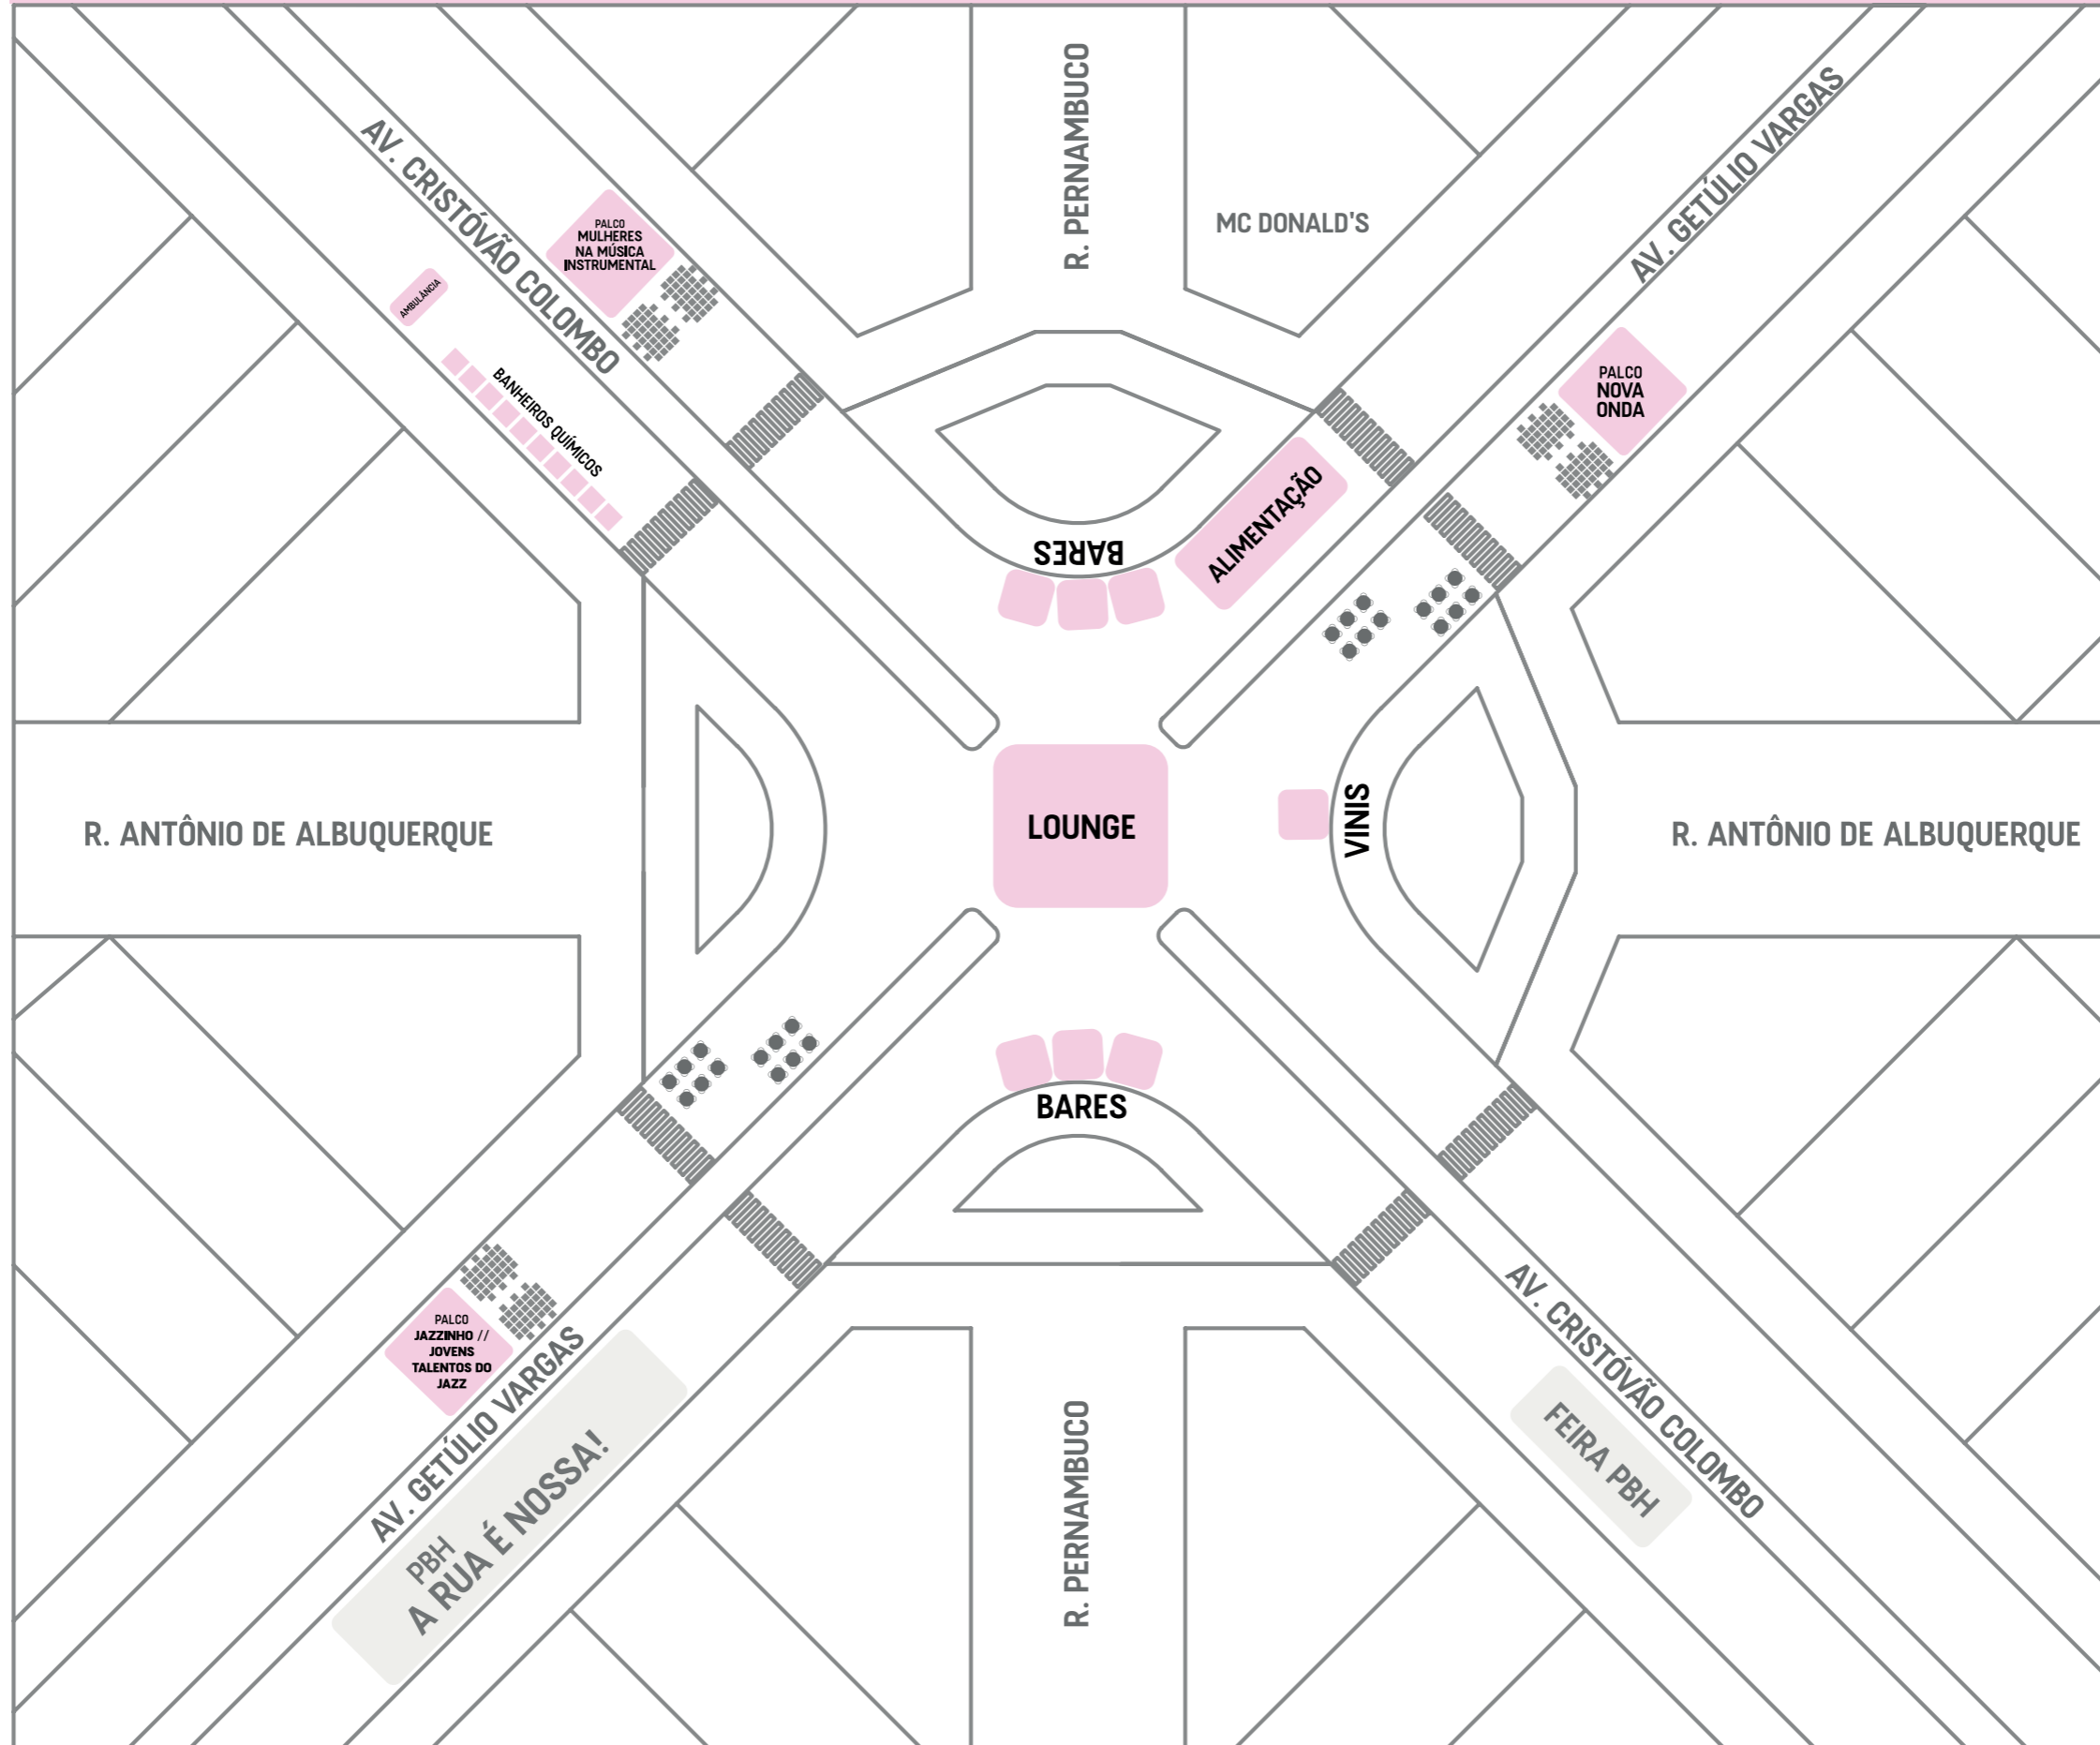 R. PERNAMBUCO
AV. GETÚLIO VARGAS
AV. CRISTÓVÃO COLOMBO
PALCO
MULHERES
NA MÚSICA
INSTRUMENTAL
MC DONALD'S
AMBULÂNCIA
BANHEIROS QUÍMICOS
PALCO
NOVA
ONDA
ALIMENTAÇÃO
BARES
R. ANTÔNIO DE ALBUQUERQUE
LOUNGE
VINIS
R. ANTÔNIO DE ALBUQUERQUE
BARES
PALCO
JAZZINHO //
JOVENS
TALENTOS DO
JAZZ
AV. GETÚLIO VARGAS
PBH
A RUA É NOSSA!
R. PERNAMBUCO
AV. CRISTÓVÃO COLOMBO
FEIRA PBH